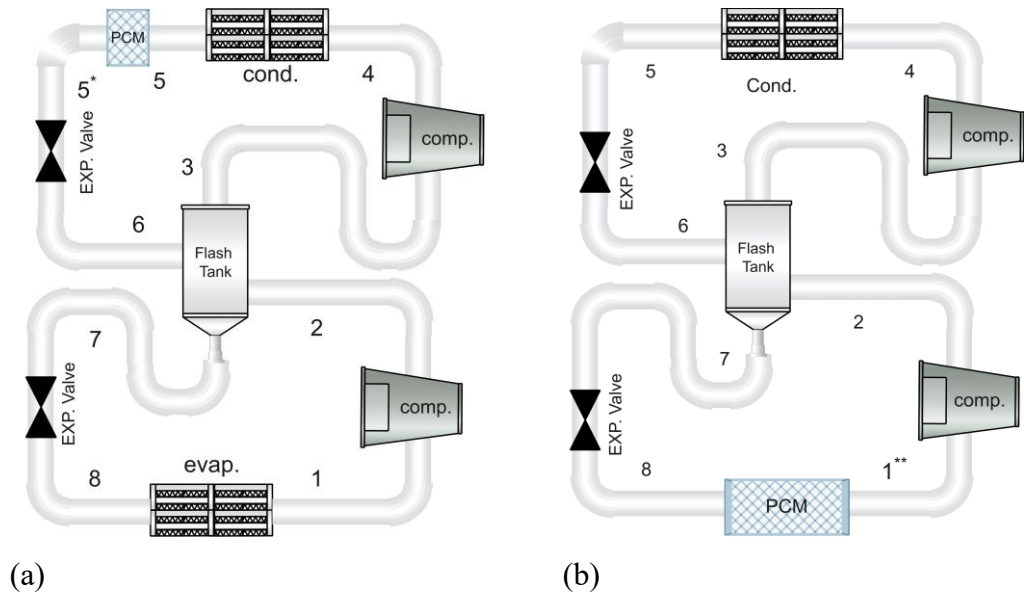 PCM
cond.
5*
5
4
comp.
EXP. Valve
3
6
Flash
Tank
2
7
EXP. Valve
comp.
evap.
8
1
(a)
5
Cond.
4
comp.
EXP. Valve
3
6
Flash
Tank
2
7
EXP. Valve
comp.
8
1**
PCM
(b)